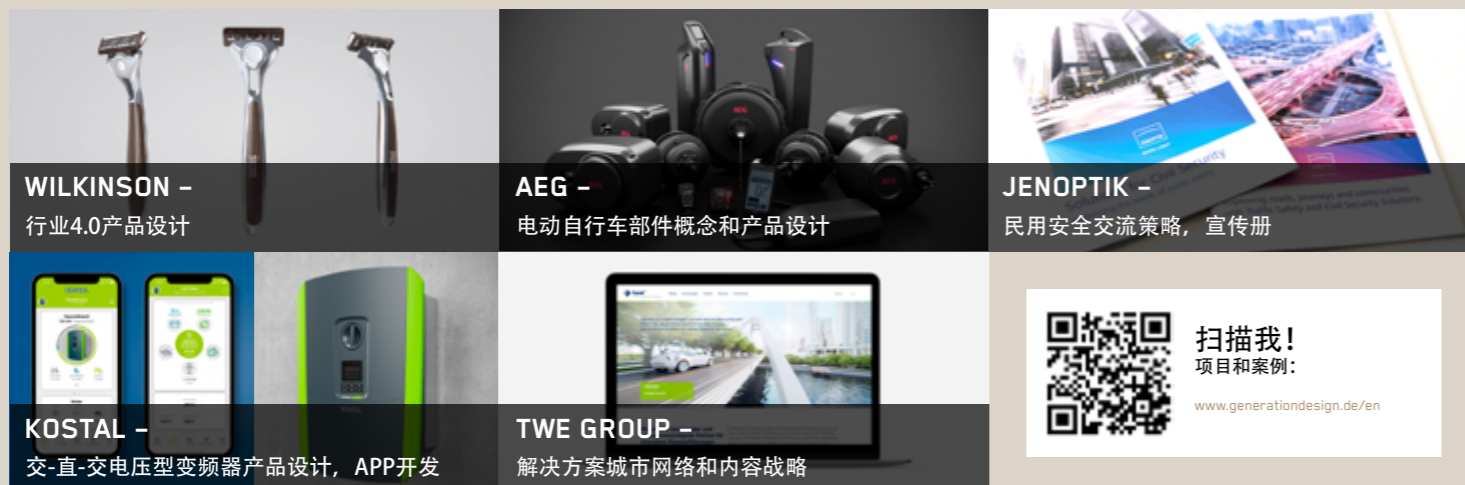 AEG
WILKINSON –
行业4.0产品设计
AEG –
电动自行车部件概念和产品设计
JENOPTIK –
民用安全交流策略，宣传册
KOSTAL –
交-直-交电压型变频器产品设计，APP开发
TWE GROUP –
解决方案城市网络和内容战略
扫描我！
项目和案例：
www.generationdesign.de/en